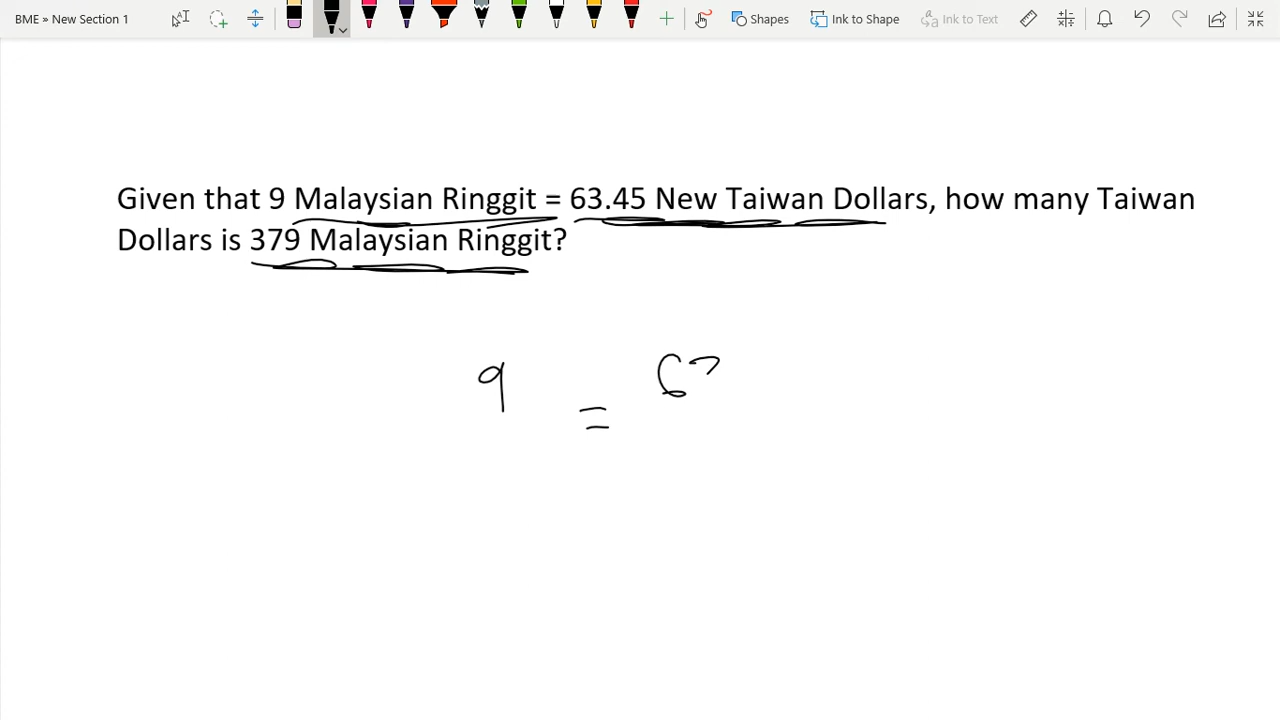 BME » New Section 1 Shapes Ink to Shape Ink to Text
Given that 9 Malaysian Ringgit = 63.45 New Taiwan Dollars, how many Taiwan
Dollars is 379 Malaysian Ringgit?
9 = 6